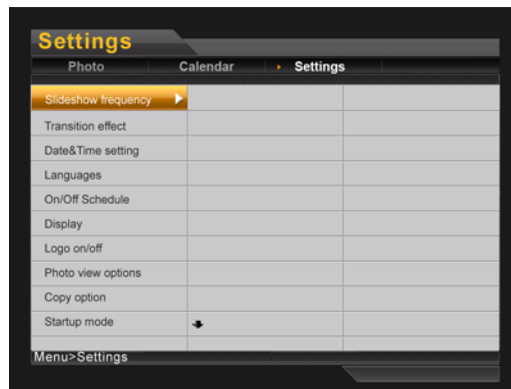 Settings
Photo Calendar Settings
Slideshow frequency
Transition effect
Date&Time setting
Languages
On/Off Schedule
Display
Logo on/off
Photo view options
Copy option
Startup mode
Menu>Settings